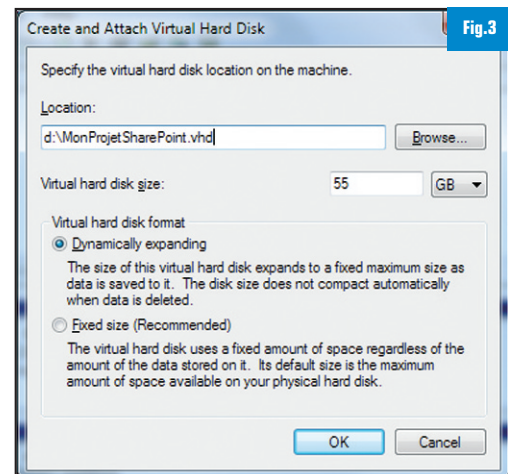 Create and Attach Virtual Hard Disk
Fig.3
Specify the virtual hard disk location on the machine.
Location:
d:\MonProjetSharePoint.vhd
Browse...
Virtual hard disk size:
55
GB
Virtual hard disk format
Dynamically expanding
The size of this virtual hard disk expands to a fixed maximum size as
data is saved to it. The disk size does not compact automatically
when data is deleted.
Fixed size (Recommended)
The virtual hard disk uses a fixed amount of space regardless of the
amount of the data stored on it. Its default size is the maximum
amount of space available on your physical hard disk.
OK
Cancel